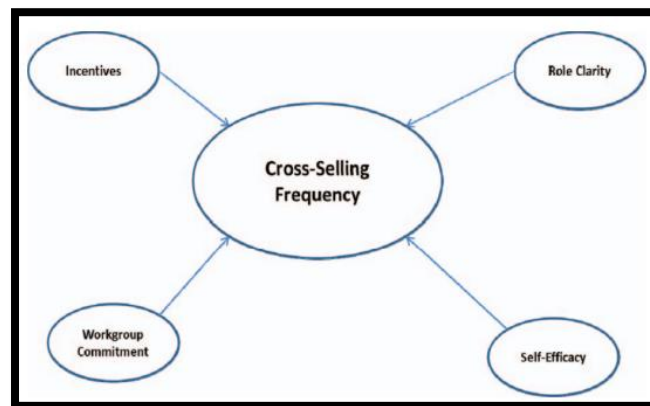 Incentives
Role Clarity
Cross-Selling
Frequency
Workgroup
Commitment
Self-Efficacy